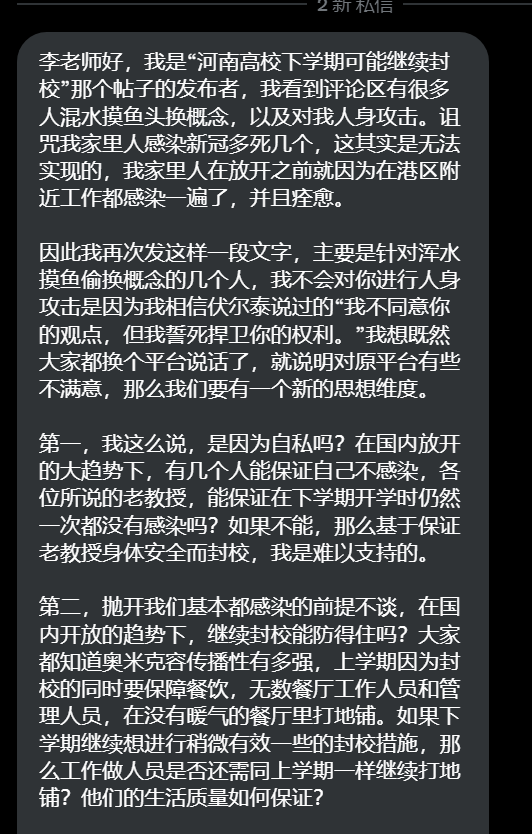 2 新 私信
李老师好，我是“河南高校下学期可能继续封
校”那个帖子的发布者，我看到评论区有很多
人混水摸鱼头换概念，以及对我人身攻击。诅
咒我家里人感染新冠多死几个，这其实是无法
实现的，我家里人在放开之前就因为在港区附
近工作都感染一遍了，并且痊愈。
因此我再次发这样一段文字，主要是针对浑水
摸鱼偷换概念的几个人，我不会对你进行人身
攻击是因为我相信伏尔泰说过的“我不同意你
的观点，但我誓死捍卫你的权利。”我想既然
大家都换个平台说话了，就说明对原平台有些
不满意，那么我们要有一个新的思想维度。
第一，我这么说，是因为自私吗？在国内放开
的大趋势下，有几个人能保证自己不感染，各
位所说的老教授，能保证在下学期开学时仍然
一次都没有感染吗？如果不能，那么基于保证
老教授身体安全而封校，我是难以支持的。
第二，抛开我们基本都感染的前提不谈，在国
内开放的趋势下，继续封校能防得住吗？大家
都知道奥米克容传播性有多强，上学期因为封
校的同时要保障餐饮，无数餐厅工作人员和管
理人员，在没有暖气的餐厅里打地铺。如果下
学期继续想进行稍微有效一些的封校措施，那
么工作做人员是否还需同上学期一样继续打地
铺？他们的生活质量如何保证？